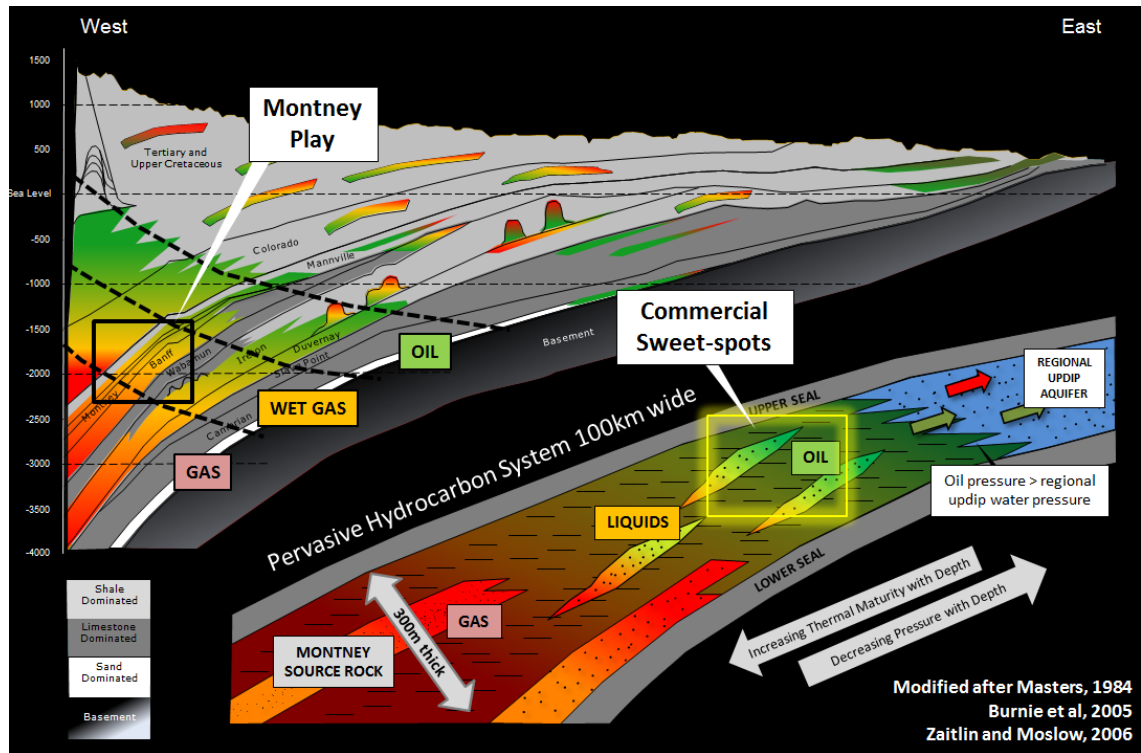 West
East
1500
1000
500
Sea Level
-500
-1000
-1500
-2000
-2500
-3000
-3500
-4000
Montney
Play
Tertiary and
Upper Cretaceous
Colorado
Mannville
Banff
Wabamun
Ireton
Duvernay
Slave Point
Cambrian
Montney
Basement
OIL
WET GAS
GAS
Commercial
Sweet-spots
Pervasive Hydrocarbon System 100km wide
UPPER SEAL
REGIONAL
UPDIP
AQUIFER
OIL
Oil pressure > regional
updip water pressure
LIQUIDS
LOWER SEAL
GAS
300m thick
MONTNEY
SOURCE ROCK
Increasing Thermal Maturity with Depth
Decreasing Pressure with Depth
Shale
Dominated
Limestone
Dominated
Sand
Dominated
Basement
Modified after Masters, 1984
Burnie et al, 2005
Zaitlin and Moslow, 2006